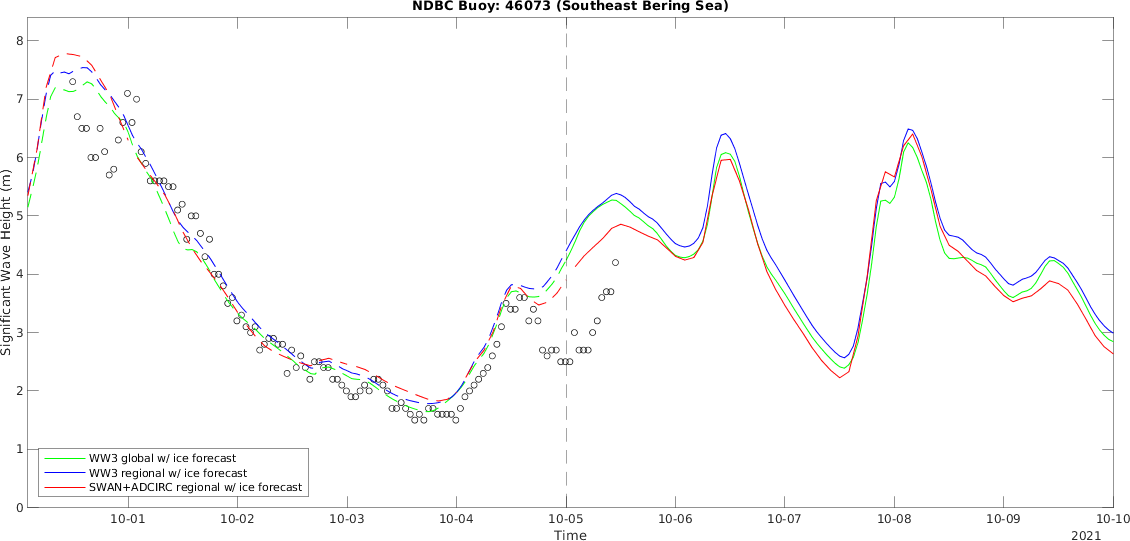 NDBC Buoy: 46073 (Southeast Bering Sea)
Significant Wave Height (m)
8
7
6
5
4
3
2
1
0
WW3 global w/ ice forecast
WW3 regional w/ ice forecast
SWAN+ADCIRC regional w/ ice forecast
10-01 10-02 10-03 10-04 10-05 10-06 10-07 10-08 10-09 10-10
Time
2021